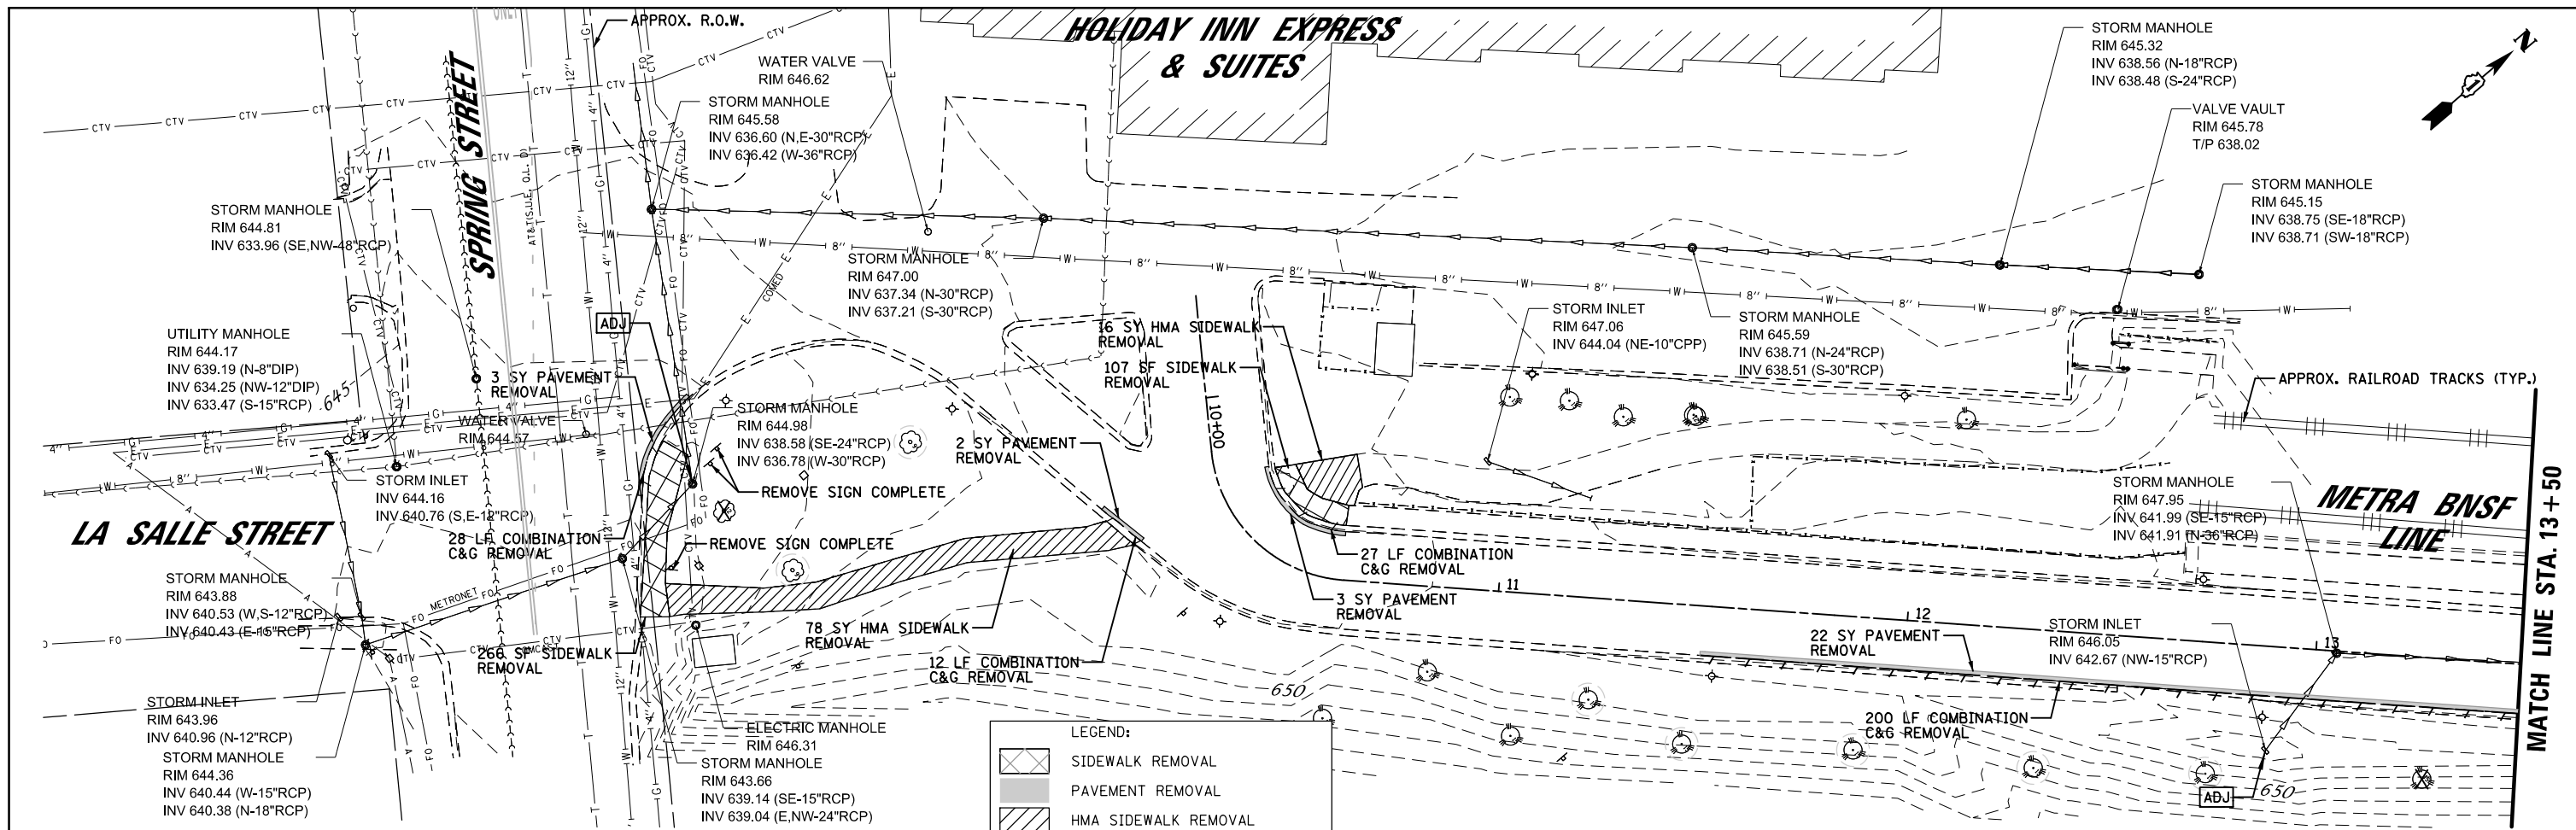 ONLY
APPROX. R.O.W.
HOLIDAY INN EXPRESS
& SUITES
STORM MANHOLE
RIM 645.32
INV 638.56 (N-18"RCP)
INV 638.48 (S-24"RCP)
N
WATER VALVE
RIM 646.62
STORM MANHOLE
RIM 645.58
INV 636.60 (N,E-30"RCP)
INV 636.42 (W-36"RCP)
VALVE VAULT
RIM 645.78
T/P 638.02
SPRING STREET
AT&T(S.U.E. Q.L. D)
STORM MANHOLE
RIM 644.81
INV 633.96 (SE,NW-48"RCP)
STORM MANHOLE
RIM 645.15
INV 638.75 (SE-18"RCP)
INV 638.71 (SW-18"RCP)
COMED
STORM MANHOLE
RIM 647.00
INV 637.34 (N-30"RCP)
INV 637.21 (S-30"RCP)
ADJ
UTILITY MANHOLE
RIM 644.17
INV 639.19 (N-8"DIP)
INV 634.25 (NW-12"DIP)
INV 633.47 (S-15"RCP)
645
16 SY HMA SIDEWALK
REMOVAL
107 SF SIDEWALK
REMOVAL
10+00
STORM INLET
RIM 647.06
INV 644.04 (NE-10"CPP)
STORM MANHOLE
RIM 645.59
INV 638.71 (N-24"RCP)
INV 638.51 (S-30"RCP)
3 SY PAVEMENT
REMOVAL
WATER VALVE
RIM 644.57
STORM MANHOLE
RIM 644.98
INV 638.58 (SE-24"RCP)
INV 636.78 (W-30"RCP)
2 SY PAVEMENT
REMOVAL
APPROX. RAILROAD TRACKS (TYP.)
STORM INLET
INV 644.16
INV 640.76 (S,E-12"RCP)
REMOVE SIGN COMPLETE
LA SALLE STREET
28 LF COMBINATION
C&G REMOVAL
REMOVE SIGN COMPLETE
27 LF COMBINATION
C&G REMOVAL
STORM MANHOLE
RIM 647.95
INV 641.99 (SE-15"RCP)
INV 641.91 (N-36"RCP)
METRA BNSF
LINE
MATCH LINE STA. 13+50
STORM MANHOLE
RIM 643.88
INV 640.53 (W,S-12"RCP)
INV 640.43 (E-15"RCP)
METRONET
3 SY PAVEMENT
REMOVAL
11
12
13
78 SY HMA SIDEWALK
REMOVAL
266 SF SIDEWALK
REMOVAL
COMCAST
12 LF COMBINATION
C&G REMOVAL
22 SY PAVEMENT
REMOVAL
STORM INLET
RIM 646.05
INV 642.67 (NW-15"RCP)
650
STORM INLET
RIM 643.96
INV 640.96 (N-12"RCP)
STORM MANHOLE
RIM 644.36
INV 640.44 (W-15"RCP)
INV 640.38 (N-18"RCP)
ELECTRIC MANHOLE
RIM 646.31
STORM MANHOLE
RIM 643.66
INV 639.14 (SE-15"RCP)
INV 639.04 (E,NW-24"RCP)
200 LF COMBINATION
C&G REMOVAL
ADJ
650
LEGEND:
SIDEWALK REMOVAL
PAVEMENT REMOVAL
HMA SIDEWALK REMOVAL